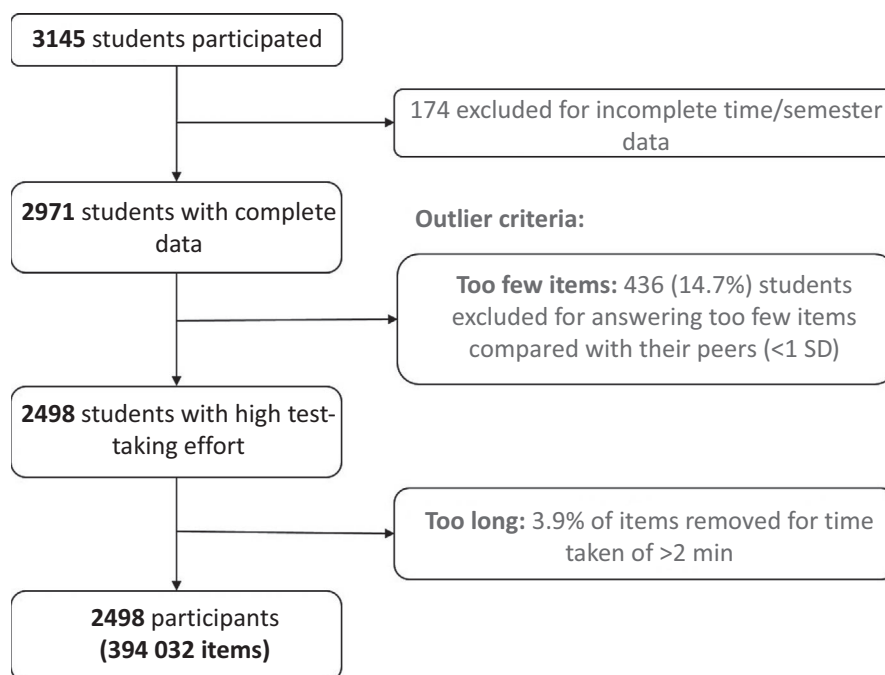 3145 students participated
174 excluded for incomplete time/semester
data
2971 students with complete
data
Outlier criteria:
Too few items: 436 (14.7%) students
excluded for answering too few items
compared with their peers (<1 SD)
2498 students with high test-
taking effort
Too long: 3.9% of items removed for time
taken of >2 min
2498 participants
(394 032 items)